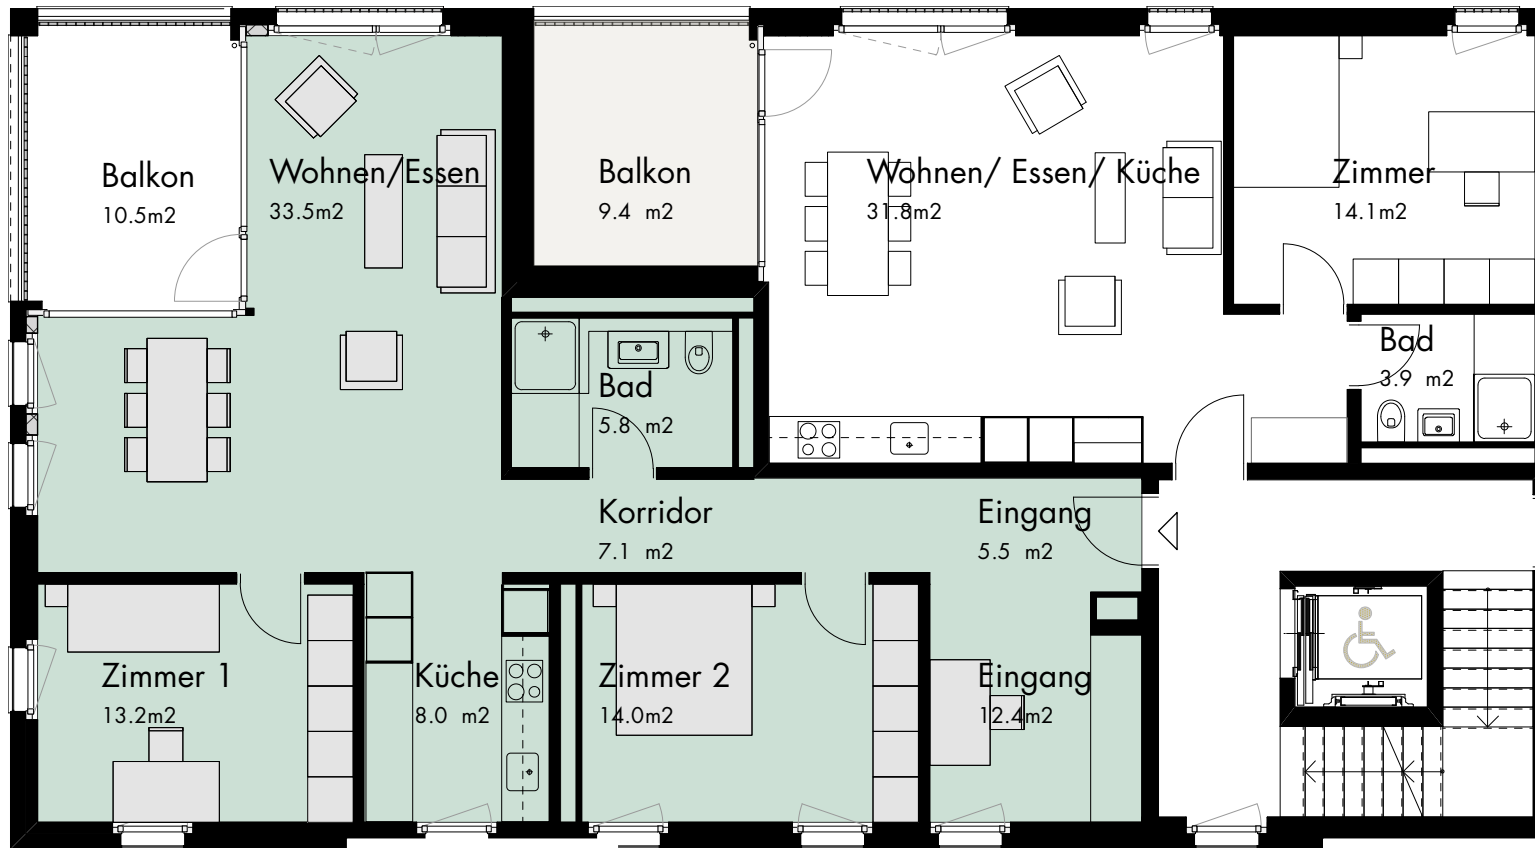 Balkon
10.5m2
Wohnen/Essen
33.5m2
Balkon
9.4 m2
Wohnen/ Essen/ Küche
31.8m2
Zimmer
14.1m2
Bad
5.8 m2
Bad
3.9 m2
Korridor
7.1 m2
Eingang
5.5 m2
Zimmer 1
13.2m2
Küche
8.0 m2
Zimmer 2
14.0m2
Eingang
12.4m2